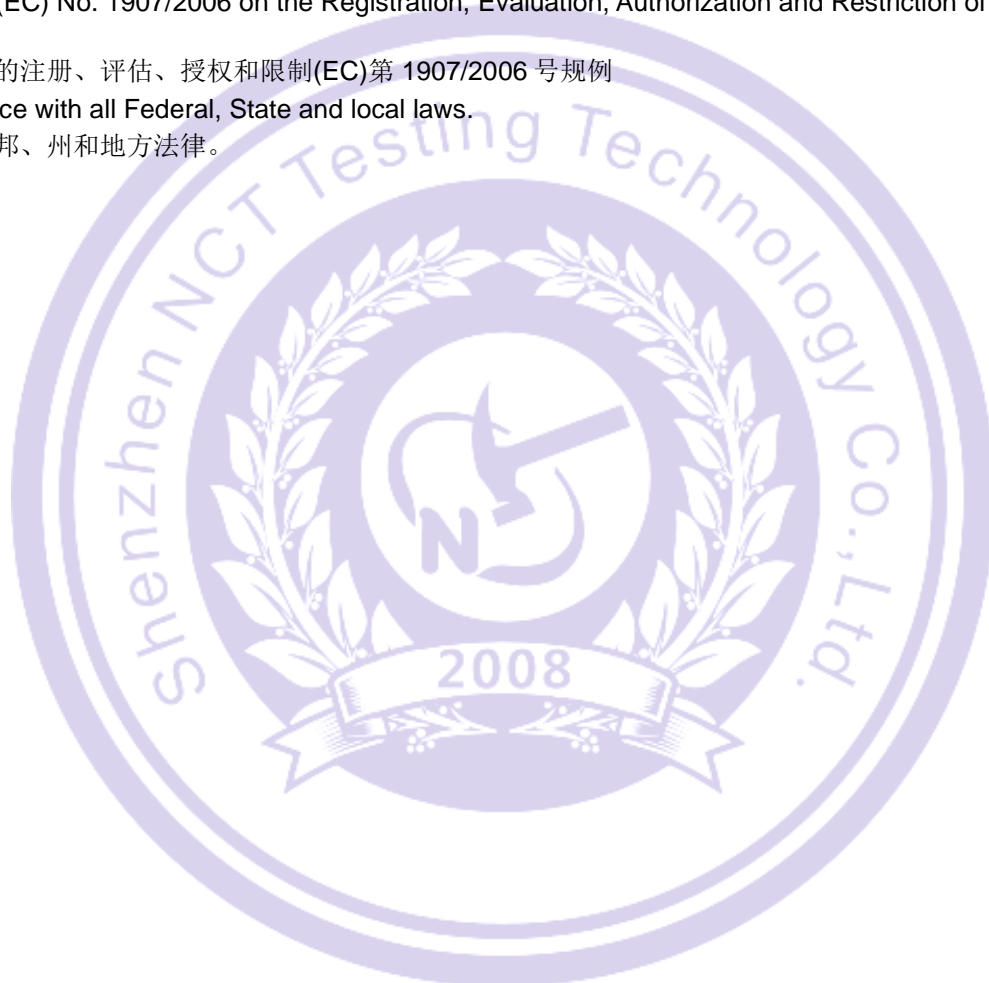 (EC) No. 1907/2006 on the Registration, Evaluation, Authorization and Restriction of
的注册、评估、授权和限制(EC)第 1907/2006 号规例
ce with all Federal, State and local laws.
邦、州和地方法律。
Shenzhen NCT Testing Technology Co.,Ltd.
N
2008